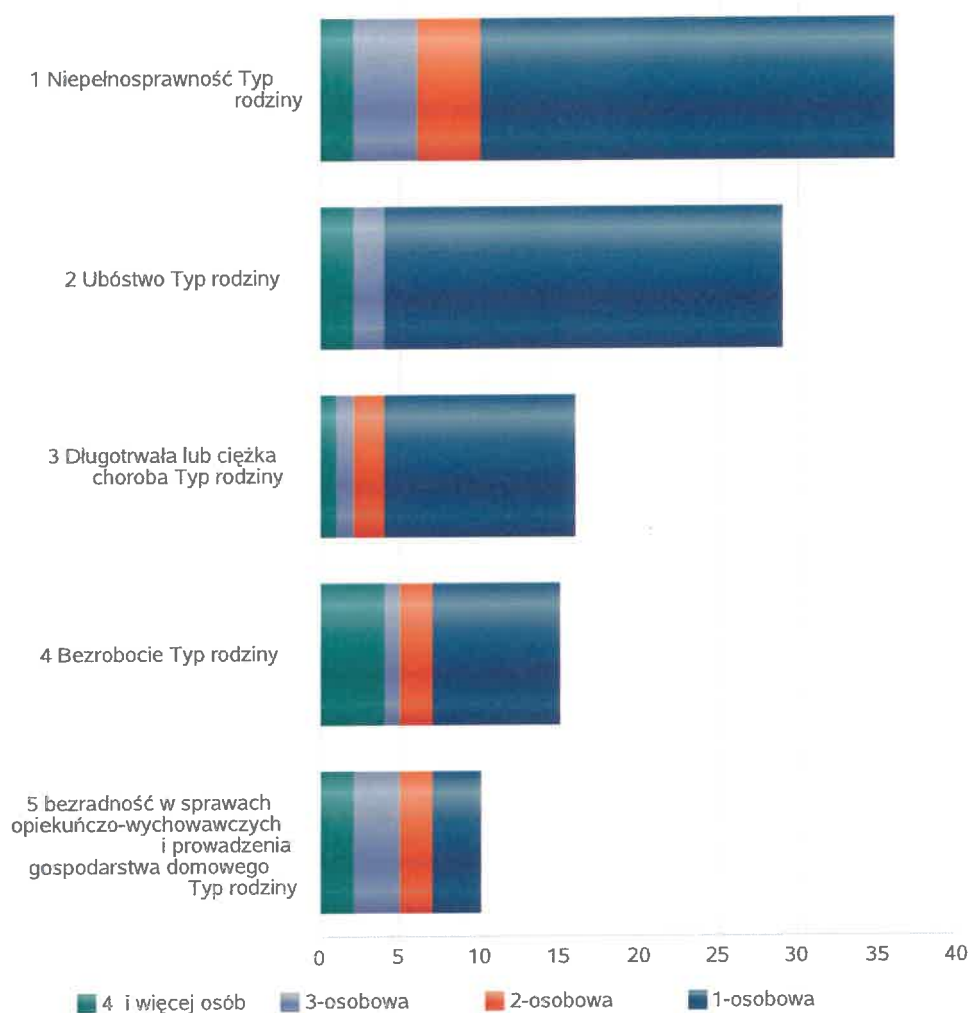 1 Niepełnosprawność Typ
rodziny
2 Ubóstwo Typ rodziny
3 Długotrwała lub ciężka
choroba Typ rodziny
4 Bezrobocie Typ rodziny
5 bezradność w sprawach
opiekuńczo-wychowawczych
i prowadzenia
gospodarstwa domowego
Typ rodziny
0 5 10 15 20 25 30 35 40
4 i więcej osób 3-osobowa 2-osobowa 1-osobowa